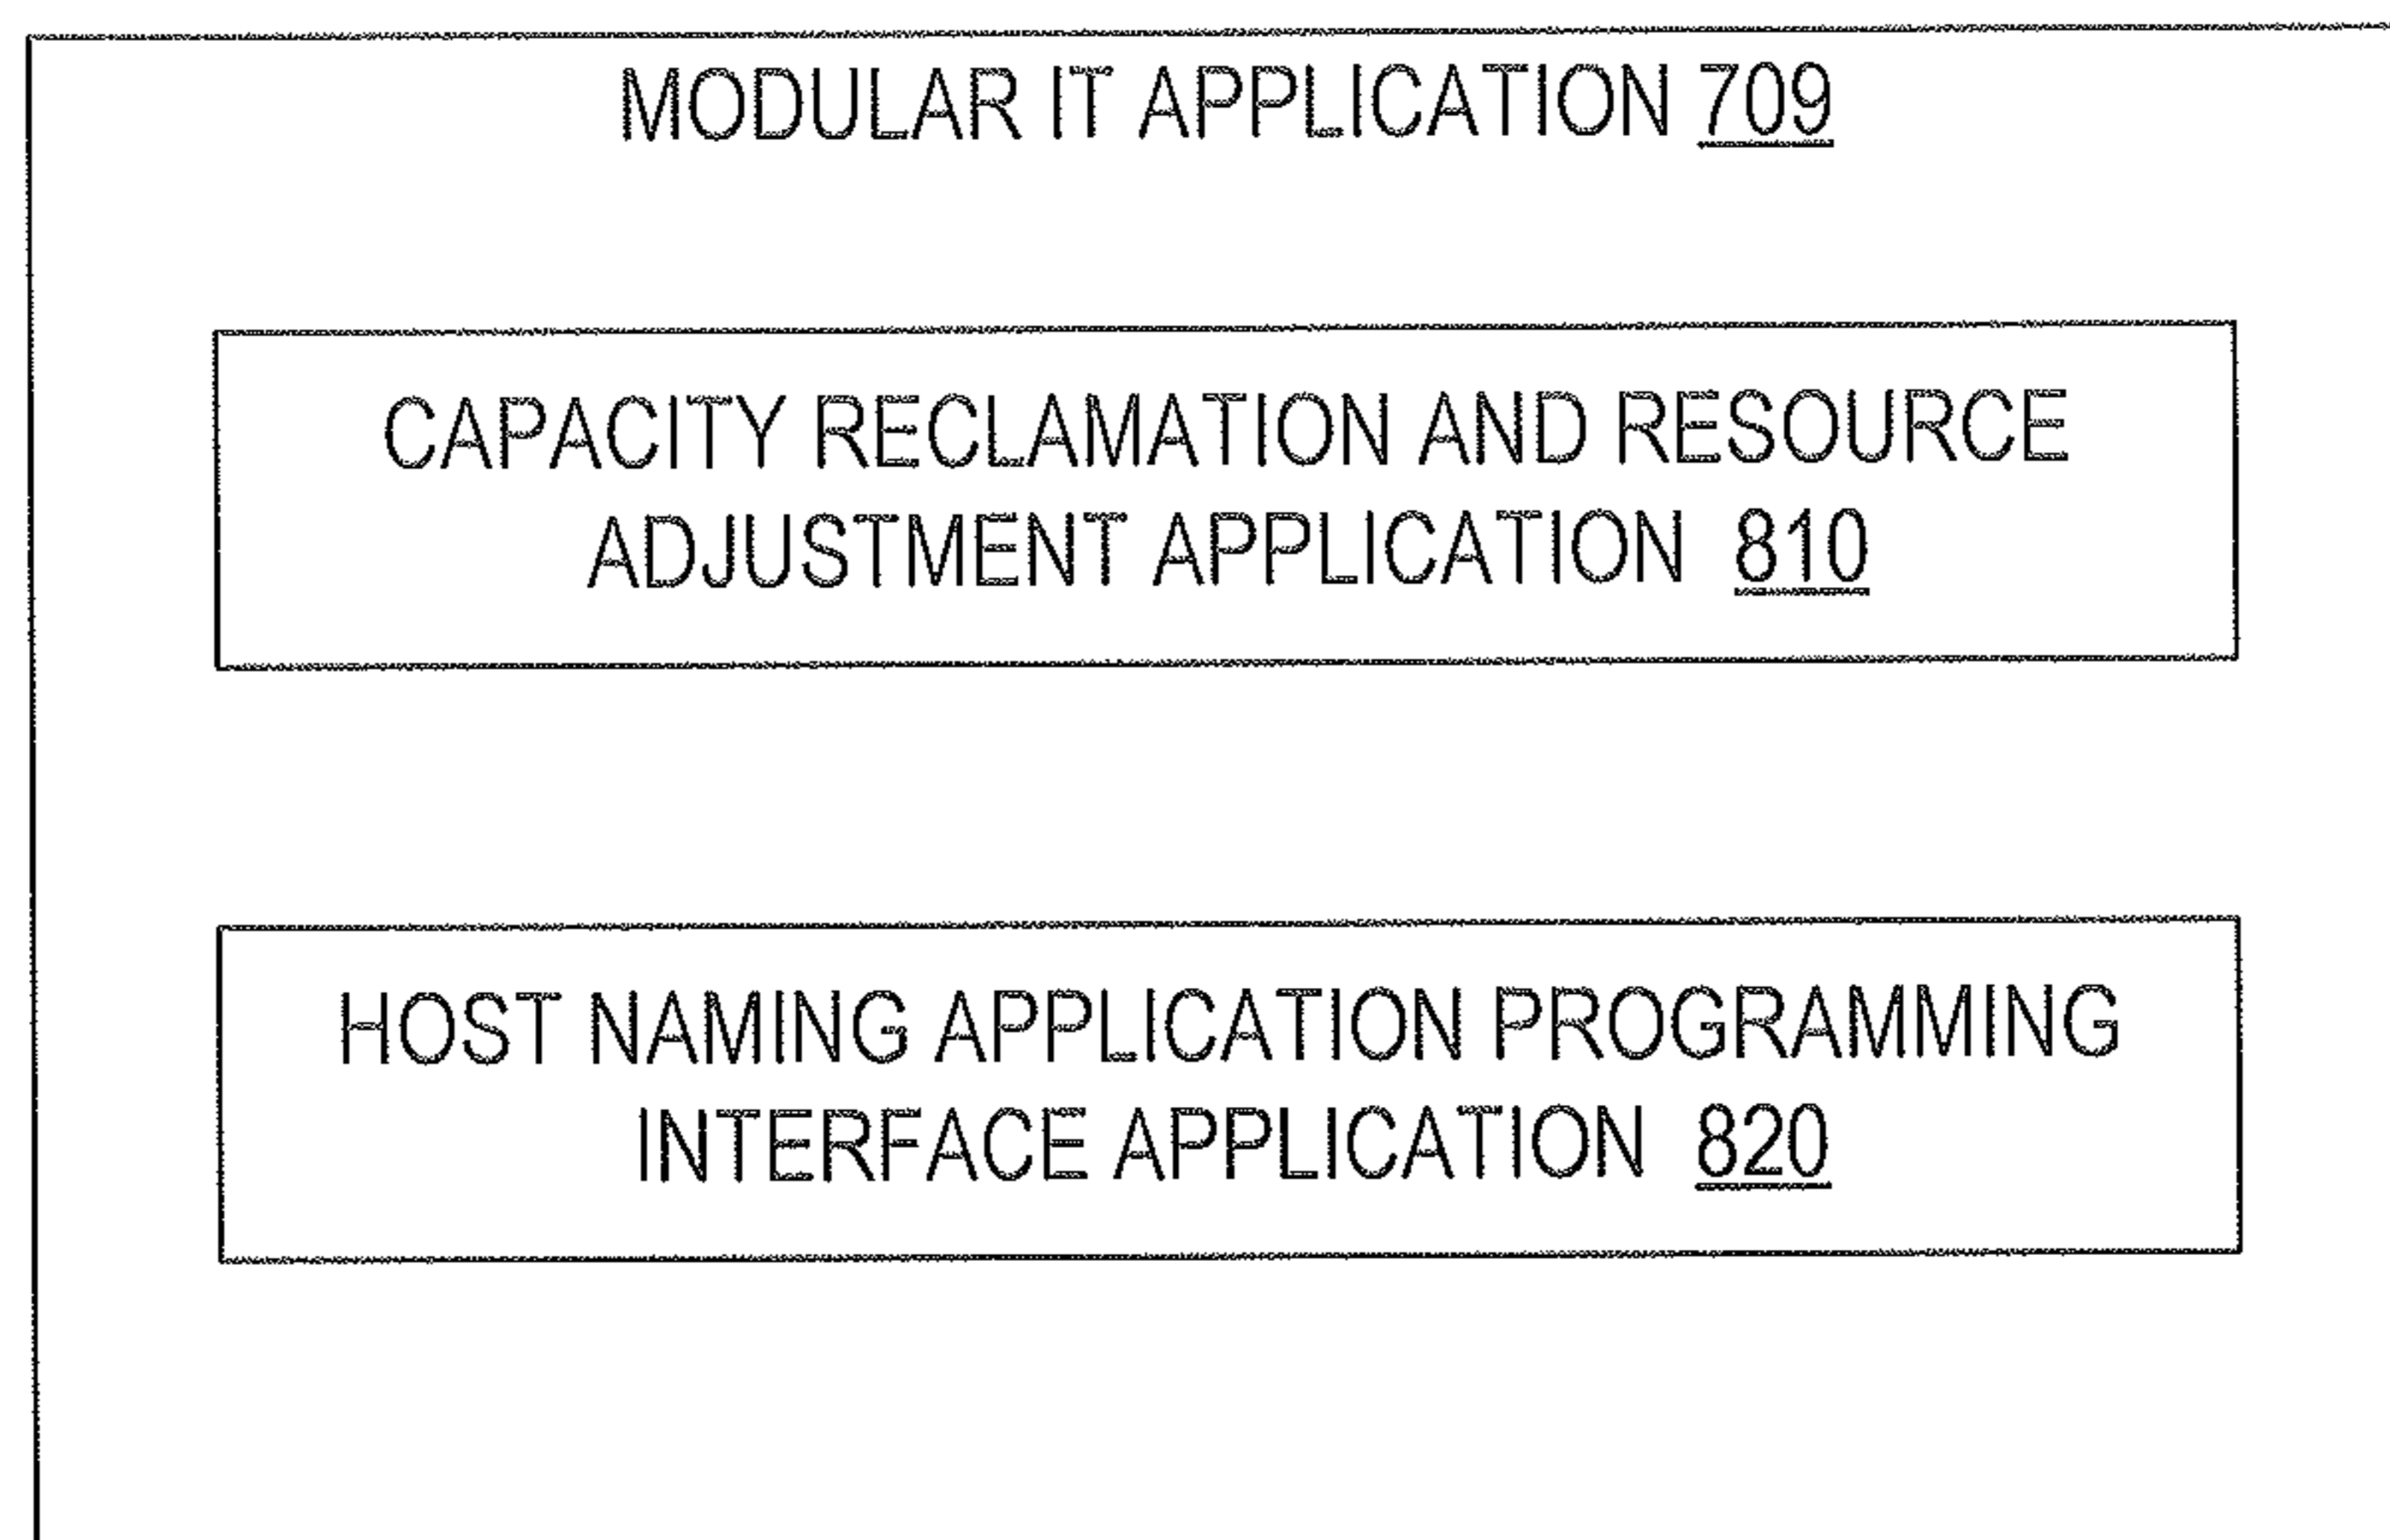 MODULAR IT APPLICATION 709
CAPACITY RECLAMATION AND RESOURCE
ADJUSTMENT APPLICATION 810
HOST NAMING APPLICATION PROGRAMMING
INTERFACE APPLICATION 820